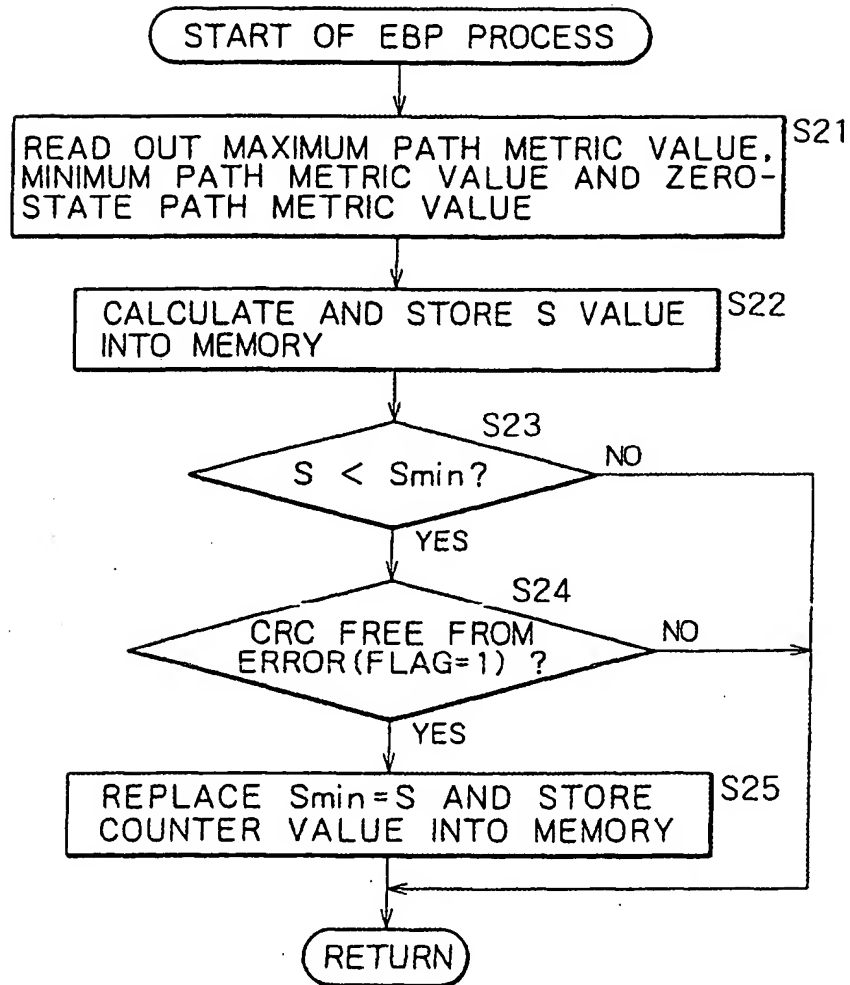 START OF EBP PROCESS
S21
READ OUT MAXIMUM PATH METRIC VALUE,
MINIMUM PATH METRIC VALUE AND ZERO-
STATE PATH METRIC VALUE
S22
CALCULATE AND STORE S VALUE
INTO MEMORY
S23
S < Smin?
NO
YES
S24
CRC FREE FROM
ERROR(FLAG=1) ?
NO
YES
S25
REPLACE Smin=S AND STORE
COUNTER VALUE INTO MEMORY
RETURN